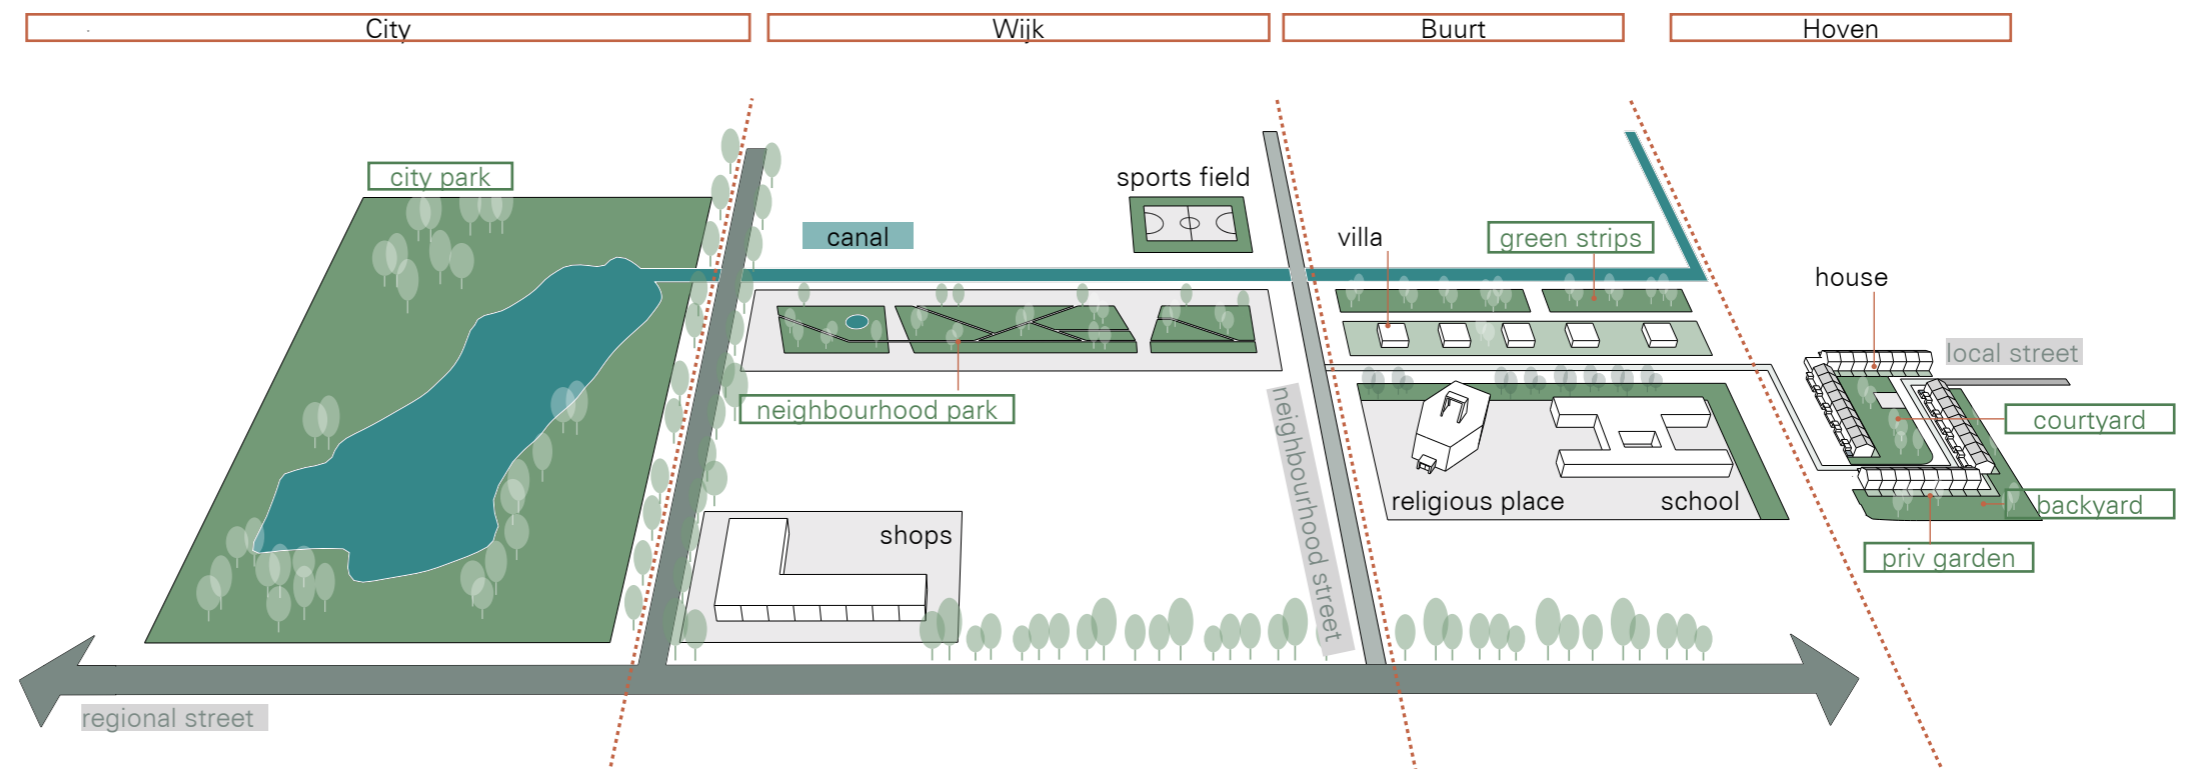 City
Wijk
Buurt
Hoven
city park
sports field
canal
villa
green strips
house
local street
neighbourhood park
courtyard
neighbourhood street
religious place
school
backyard
shops
priv garden
regional street